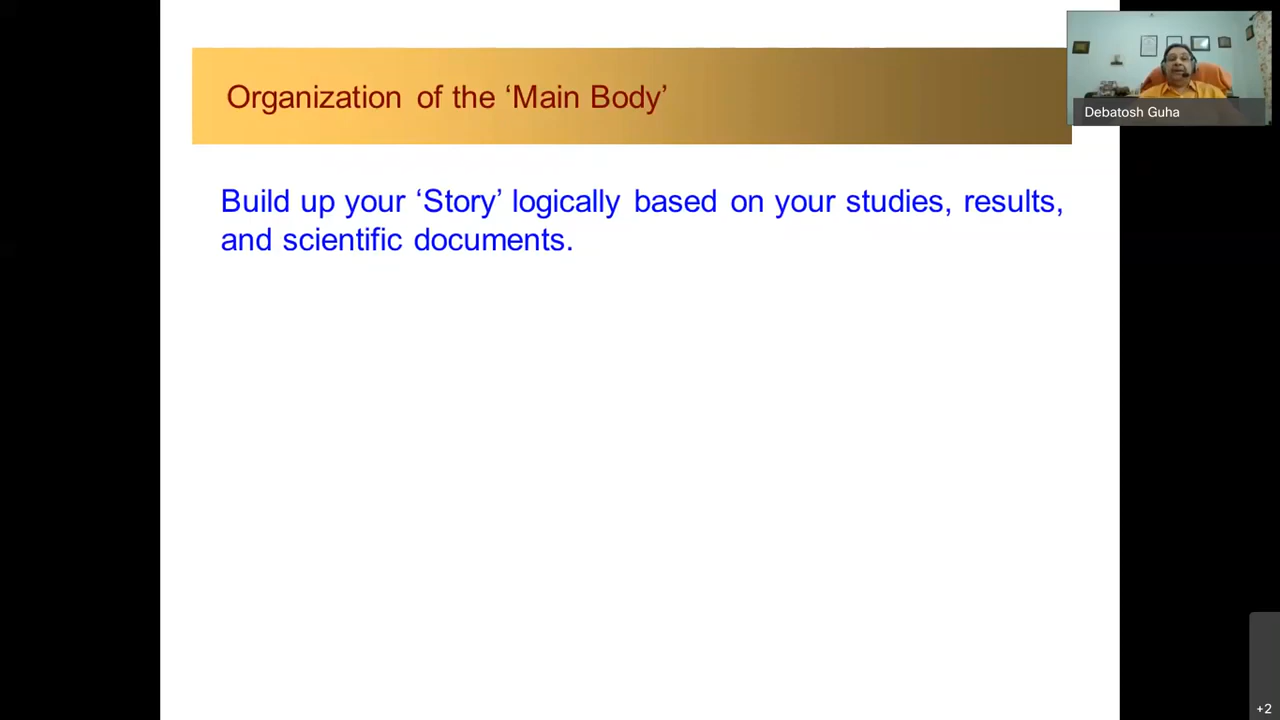 Organization of the ‘Main Body’
Debatosh Guha
Build up your ‘Story’ logically based on your studies, results,
and scientific documents.
+2